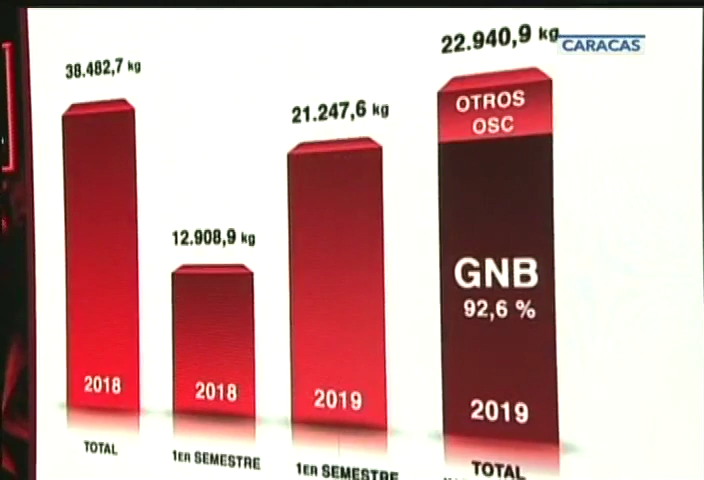 CARACAS
38.482,7 kg
2018
TOTAL
12.908,9 kg
2018
1ER SEMESTRE
21.247,6 kg
2019
1ER SEMESTRE
22.940,9 kg
OTROS
OSC
GNB
92,6 %
2019
TOTAL